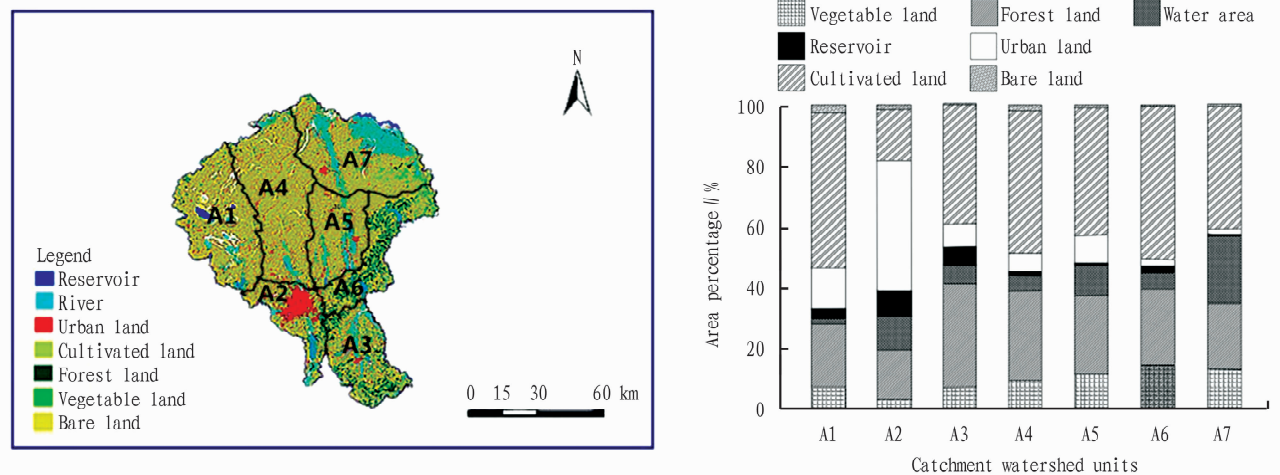 N
A7
A4
A1
A5
A2
A6
A3
Legend
Reservoir
River
Urban land
Cultivated land
Forest land
Vegetable land
Bare land
0 15 30 60 km
Vegetable land Forest land Water area
Reservoir Urban land
Cultivated land Bare land
Area percentage // %
100
80
60
40
20
0
A1 A2 A3 A4 A5 A6 A7
Catchment watershed units